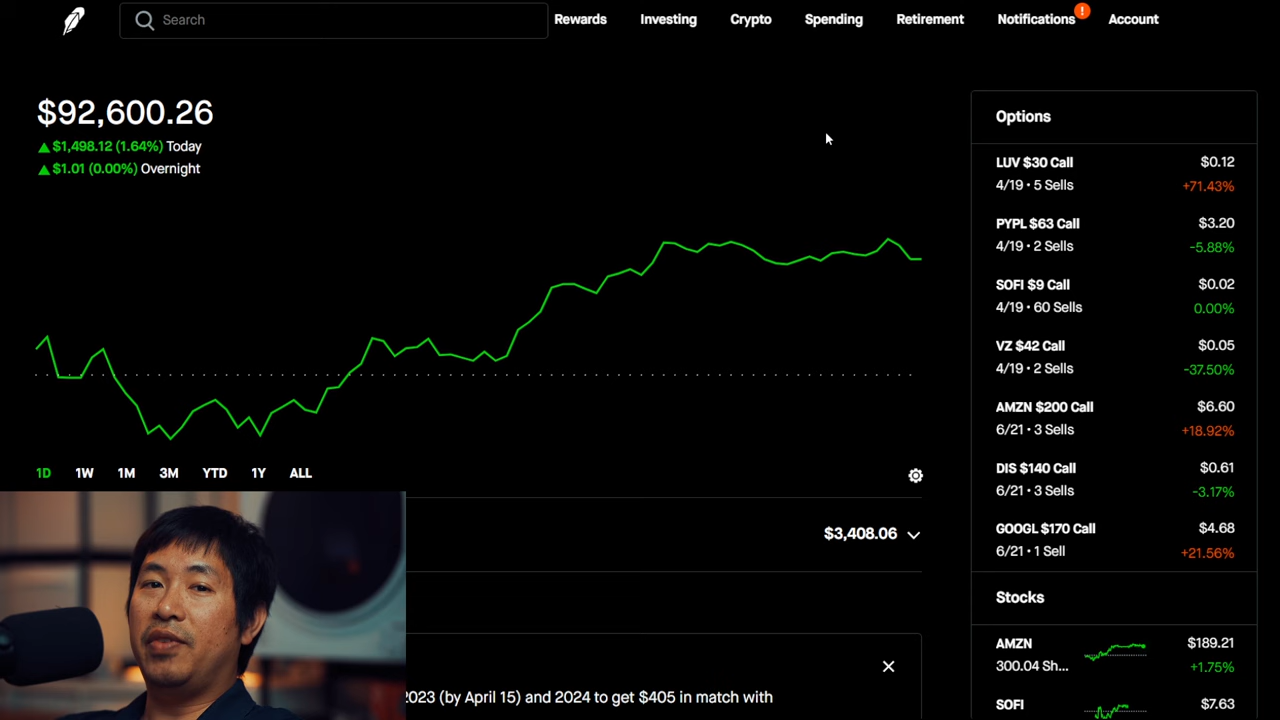 Search
Rewards
Investing
Crypto
Spending
Retirement
Notifications
!
Account
$92,600.26
$1,498.12 (1.64%) Today
$1.01 (0.00%) Overnight
1D
1W
1M
3M
YTD
1Y
ALL
$3,408.06
2023 (by April 15) and 2024 to get $405 in match with
Options
LUV $30 Call
$0.12
4/19 • 5 Sells
+71.43%
PYPL $63 Call
$3.20
4/19 • 2 Sells
-5.88%
SOFI $9 Call
$0.02
4/19 • 60 Sells
0.00%
VZ $42 Call
$0.05
4/19 • 2 Sells
-37.50%
AMZN $200 Call
$6.60
6/21 • 3 Sells
+18.92%
DIS $140 Call
$0.61
6/21 • 3 Sells
-3.17%
GOOGL $170 Call
$4.68
6/21 • 1 Sell
+21.56%
Stocks
AMZN
$189.21
300.04 Sh...
+1.75%
SOFI
$7.63